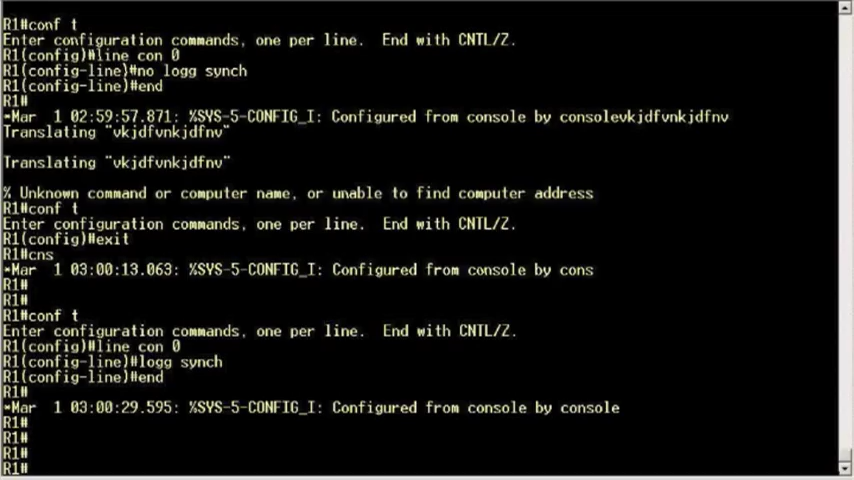 R1#conf t
Enter configuration commands, one per line.  End with CNTL/Z.
R1(config)#line con 0
R1(config-line)#no logg synch
R1(config-line)#end
R1#
*Mar  1 02:59:57.871: %SYS-5-CONFIG_I: Configured from console by consolevkjdfvnkjdfnv
Translating "vkjdfvnkjdfnv"
Translating "vkjdfvnkjdfnv"
% Unknown command or computer name, or unable to find computer address
R1#conf t
Enter configuration commands, one per line.  End with CNTL/Z.
R1(config)#exit
R1#cns
*Mar  1 03:00:13.063: %SYS-5-CONFIG_I: Configured from console by cons
R1#
R1#
R1#conf t
Enter configuration commands, one per line.  End with CNTL/Z.
R1(config)#line con 0
R1(config-line)#logg synch
R1(config-line)#end
R1#
*Mar  1 03:00:29.595: %SYS-5-CONFIG_I: Configured from console by console
R1#
R1#
R1#
R1#